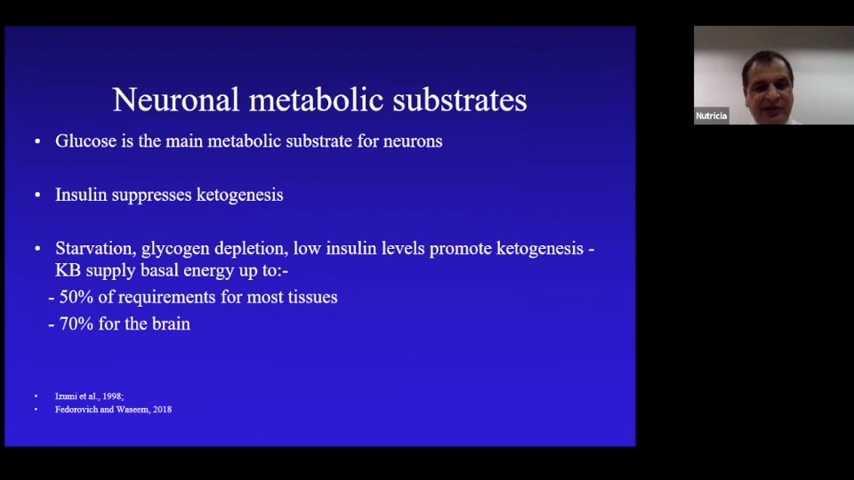 Neuronal metabolic substrates
• Glucose is the main metabolic substrate for neurons
• Insulin suppresses ketogenesis
• Starvation, glycogen depletion, low insulin levels promote ketogenesis -
KB supply basal energy up to:-
- 50% of requirements for most tissues
- 70% for the brain
• Izumi et al., 1998;
• Fedorovich and Waseem, 2018
Nutricia